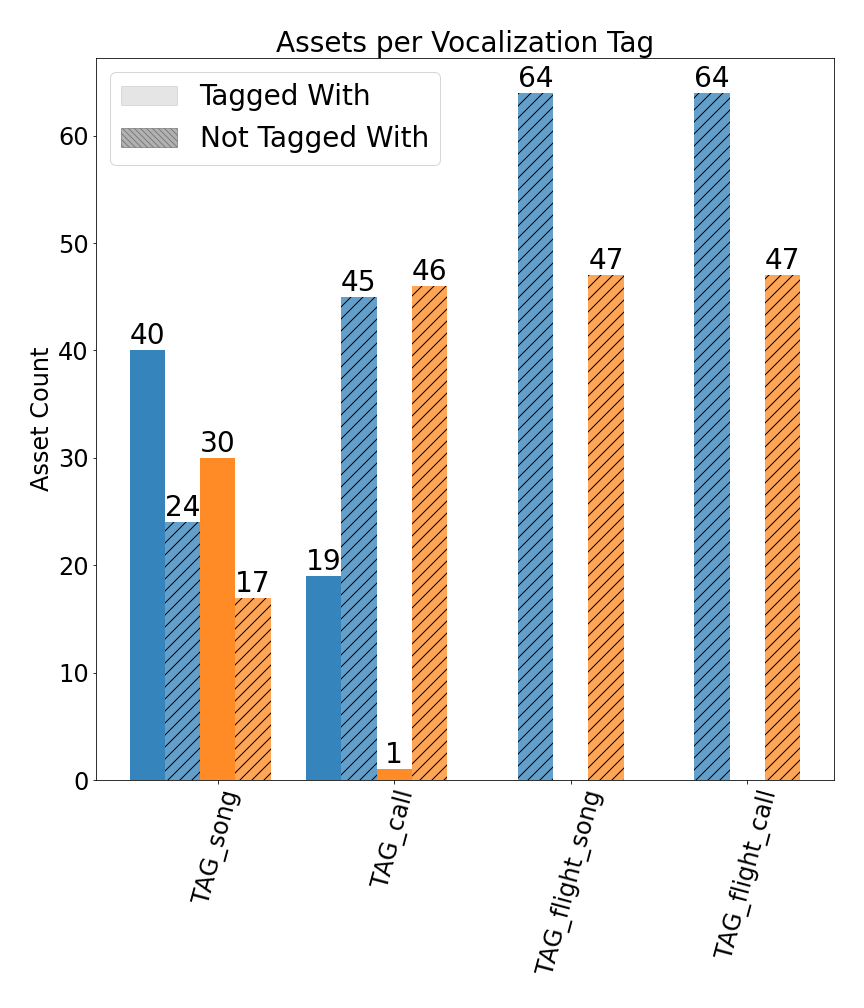 Assets per Vocalization Tag
Tagged With
Not Tagged With
Asset Count
60
50
40
30
20
10
0
40
24
30
17
19
45
1
46
64
47
64
47
TAG_song
TAG_call
TAG_flight_song
TAG_flight_call